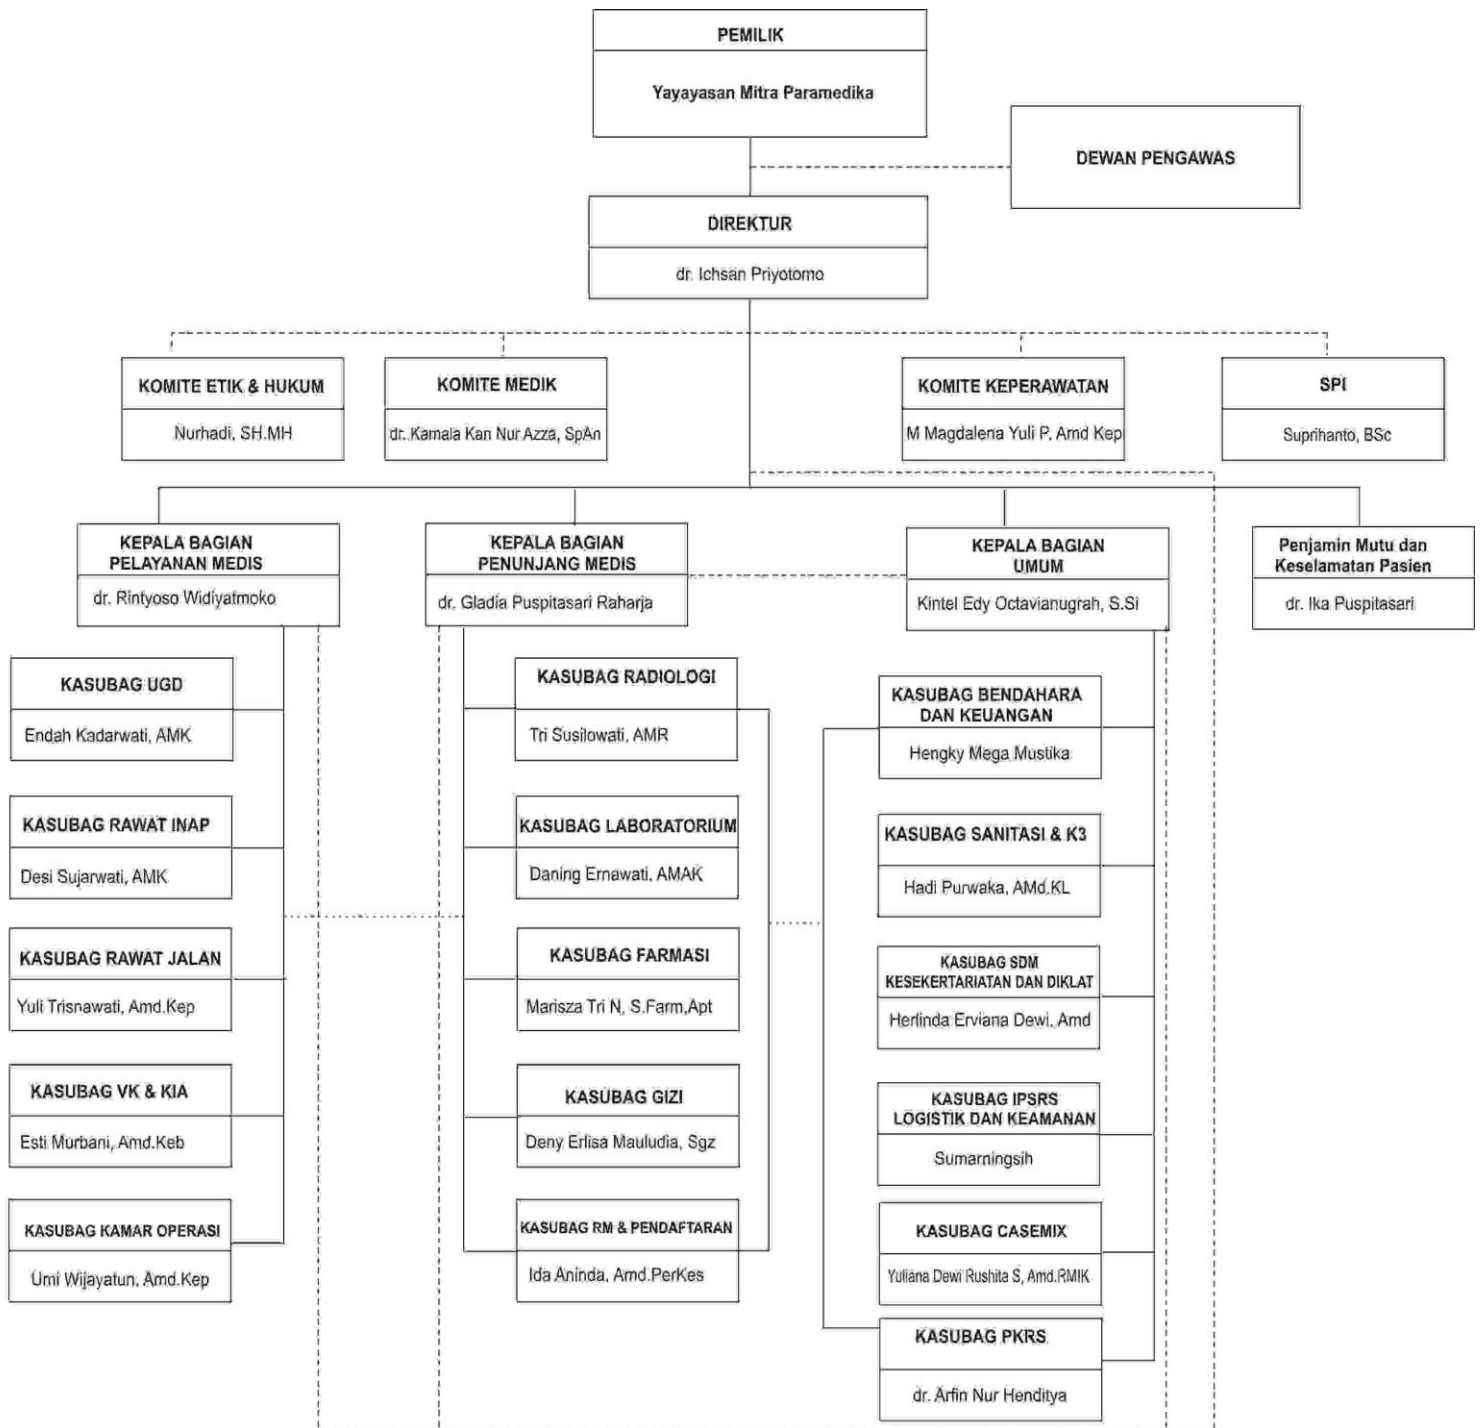 PEMILIK
Yayayasan Mitra Paramedika
DEWAN PENGAWAS
DIREKTUR
dr. Ichsan Priyotomo
KOMITE ETIK & HUKUM
Nurhadi, SH.MH
KOMITE MEDIK
dr. Kamala Kan Nur Azza, SpAn
KOMITE KEPERAWATAN
M Magdalena Yuli P, Amd Kep
SPI
Suprihanto, BSc
KEPALA BAGIAN
PELAYANAN MEDIS
dr. Rintyoso Widiyatmoko
KEPALA BAGIAN
PENUNJANG MEDIS
dr. Gladia Puspitasari Raharja
KEPALA BAGIAN
UMUM
Kintel Edy Octavianugrah, S.Si
Penjamin Mutu dan
Keselamatan Pasien
dr. Ika Puspitasari
KASUBAG UGD
Endah Kadarwati, AMK
KASUBAG RAWAT INAP
Desi Sujarwati, AMK
KASUBAG RAWAT JALAN
Yuli Trisnawati, Amd.Kep
KASUBAG VK & KIA
Esti Murbani, Amd.Keb
KASUBAG KAMAR OPERASI
Umi Wijayatun, Amd.Kep
KASUBAG RADIOLOGI
Tri Susilowati, AMR
KASUBAG LABORATORIUM
Daning Ernawati, AMAK
KASUBAG FARMASI
Marisza Tri N, S.Farm,Apt
KASUBAG GIZI
Deny Erlisa Mauludia, Sgz
KASUBAG RM & PENDAFTARAN
Ida Aninda, Amd.PerKes
KASUBAG BENDAHARA
DAN KEUANGAN
Hengky Mega Mustika
KASUBAG SANITASI & K3
Hadi Purwaka, AMd.KL
KASUBAG SDM
KESEKERTARIATAN DAN DIKLAT
Herlinda Erviana Dewi, Amd
KASUBAG IPSRS
LOGISTIK DAN KEAMANAN
Sumarningsih
KASUBAG CASEMIX
Yuliana Dewi Rushita S, Amd.RMIK
KASUBAG PKRS
dr. Arfin Nur Henditya